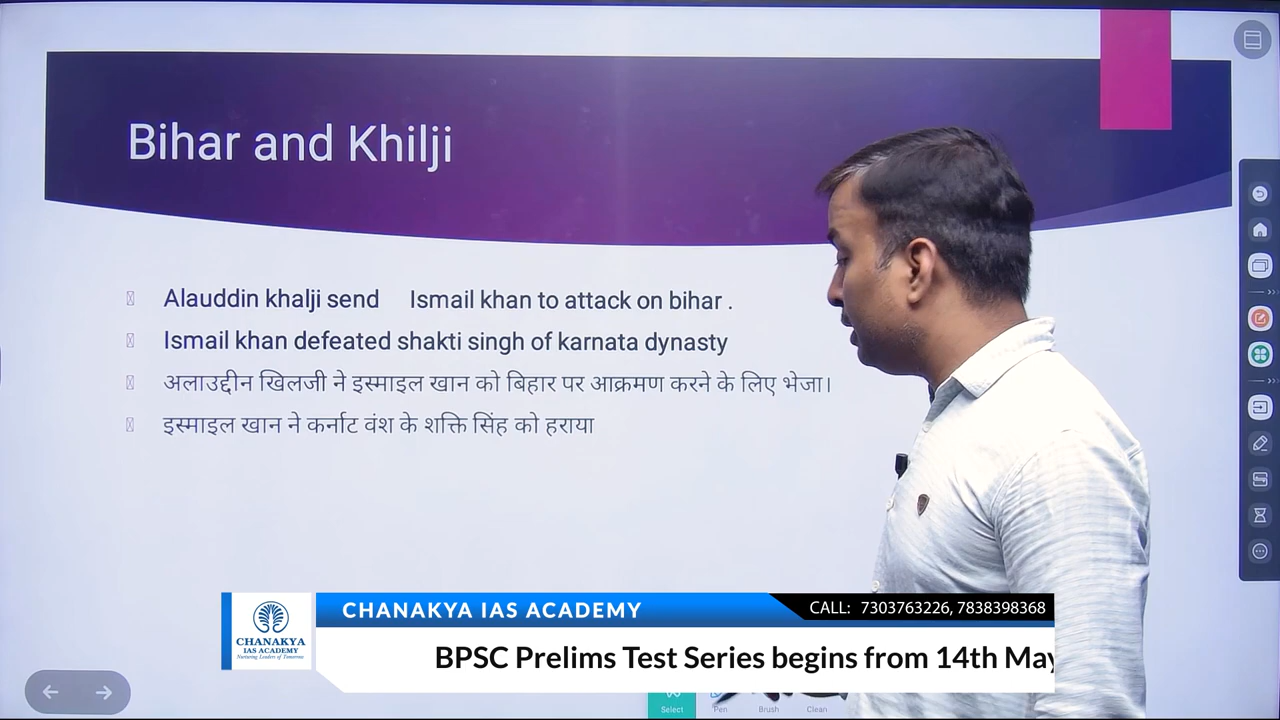 Bihar and Khilji
Alauddin khalji send Ismail khan to attack on bihar .
Ismail khan defeated shakti singh of karnata dynasty
अलाउद्दीन खिलजी ने इस्माइल खान को बिहार पर आक्रमण करने के लिए भेजा।
इस्माइल खान ने कर्नाट वंश के शक्ति सिंह को हराया
CHANAKYA IAS ACADEMY
CALL: 7303763226, 7838398368
CHANAKYA
IAS ACADEMY
Nurturing Leaders of Tomorrow
BPSC Prelims Test Series begins from 14th May
Select Pen Brush Clean